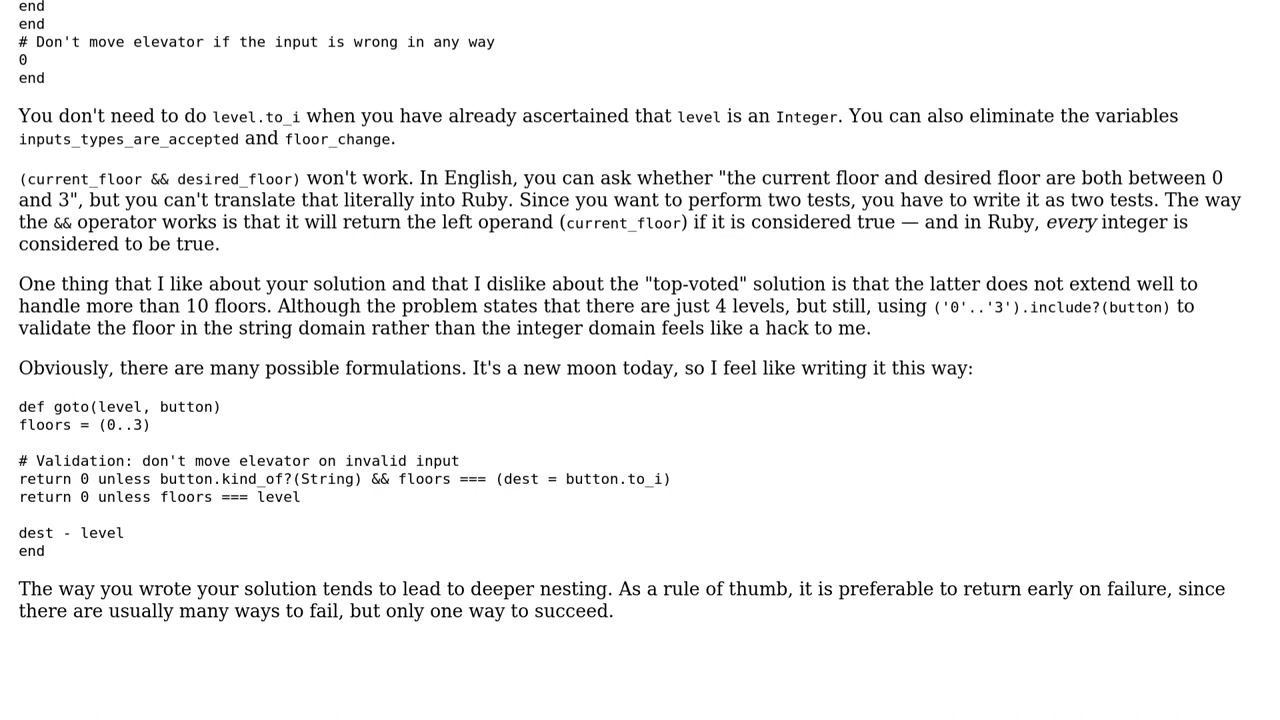 end
end
# Don't move elevator if the input is wrong in any way
0
end
You don't need to do level.to_i when you have already ascertained that level is an Integer. You can also eliminate the variables
inputs_types_are_accepted and floor_change.
(current_floor && desired_floor) won't work. In English, you can ask whether "the current floor and desired floor are both between 0
and 3", but you can't translate that literally into Ruby. Since you want to perform two tests, you have to write it as two tests. The way
the && operator works is that it will return the left operand (current_floor) if it is considered true — and in Ruby, every integer is
considered to be true.
One thing that I like about your solution and that I dislike about the "top-voted" solution is that the latter does not extend well to
handle more than 10 floors. Although the problem states that there are just 4 levels, but still, using ('0'..'3').include?(button) to
validate the floor in the string domain rather than the integer domain feels like a hack to me.
Obviously, there are many possible formulations. It's a new moon today, so I feel like writing it this way:
def goto(level, button)
floors = (0..3)
# Validation: don't move elevator on invalid input
return 0 unless button.kind_of?(String) && floors === (dest = button.to_i)
return 0 unless floors === level
dest - level
end
The way you wrote your solution tends to lead to deeper nesting. As a rule of thumb, it is preferable to return early on failure, since
there are usually many ways to fail, but only one way to succeed.